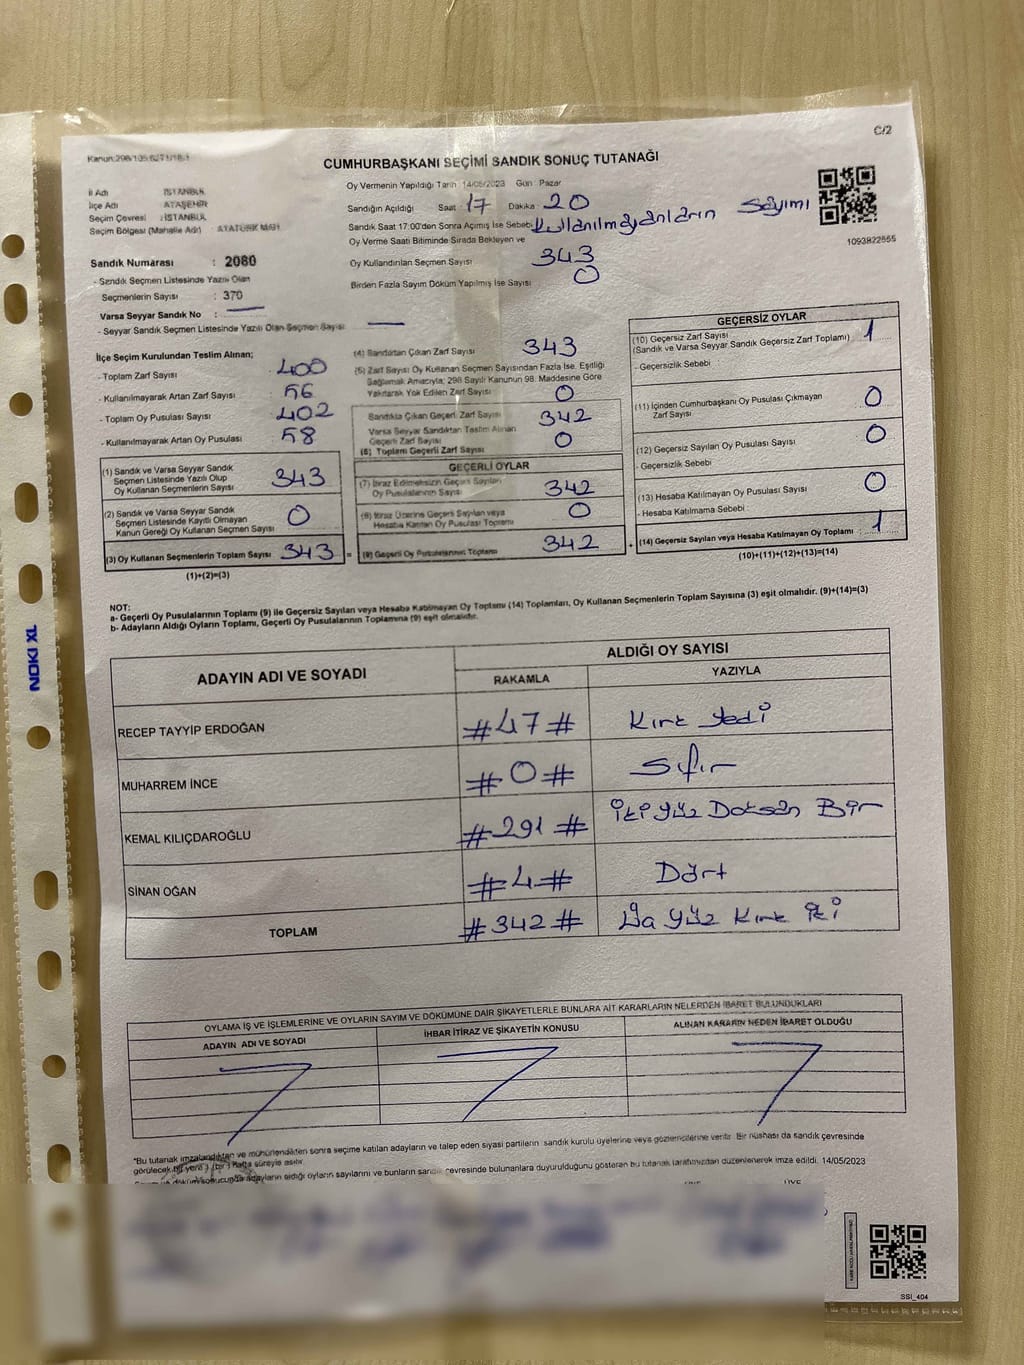 C/2
CUMHURBAŞKANI SEÇİMİ SANDIK SONUÇ TUTANAĞI
İl Adı İSTANBUL
İlçe Adı ATAŞEHİR
Seçim Çevresi : İSTANBUL
Seçim Bölgesi (Mahalle Adı) : ATATÜRK MAH.
Sandık Numarası : 2080
- Sandık Seçmen Listesinde Yazılı Olan
Seçmenlerin Sayısı : 370
Varsa Seyyar Sandık No :
- Seyyar Sandık Seçmen Listesinde Yazılı Olan Seçmen Sayısı
Oy Vermenin Yapıldığı Tarih 14/05/2023 Gün Pazar
Sandığın Açıldığı Saat 17 Dakika 20
Sandık Saat 17:00'den Sonra Açılmış İse Sebebi Kullanılmayanların Sayımı
Oy Verme Saati Bitiminde Sırada Bekleyen ve
Oy Kullandırılan Seçmen Sayısı 343
Birden Fazla Sayım Döküm Yapılmış İse Sayısı 0
1093822555
İlçe Seçim Kurulundan Teslim Alınan;
- Toplam Zarf Sayısı 400
- Kullanılmayarak Artan Zarf Sayısı 56
- Toplam Oy Pusulası Sayısı 402
- Kullanılmayarak Artan Oy Pusulası 58
(1) Sandık ve Varsa Seyyar Sandık
Seçmen Listesinde Yazılı Olup
Oy Kullanan Seçmenlerin Sayısı 343
(2) Sandık ve Varsa Seyyar Sandık
Seçmen Listesinde Kayıtlı Olmayan
Kanun Gereği Oy Kullanan Seçmen Sayısı 0
(3) Oy Kullanan Seçmenlerin Toplam Sayısı 343 =
(1)+(2)=(3)
(4) Sandıktan Çıkan Zarf Sayısı 343
(5) Zarf Sayısı Oy Kullanan Seçmen Sayısından Fazla İse, Eşitliği
Sağlamak Amacıyla; 298 Sayılı Kanunun 98. Maddesine Göre
Yakılarak Yok Edilen Zarf Sayısı 0
Sandıkta Çıkan Geçerli Zarf Sayısı 342
Varsa Seyyar Sandıktan Teslim Alınan
Geçerli Zarf Sayısı 0
(6) Toplam Geçerli Zarf Sayısı
GEÇERLİ OYLAR
(7) İtiraz Edilmeksizin Geçerli Sayılan
Oy Pusulalarının Sayısı 342
(8) İtiraz Üzerine Geçerli Sayılan veya
Hesaba Katılan Oy Pusulası Toplamı 0
(9) Geçerli Oy Pusulalarının Toplamı 342 +
GEÇERSİZ OYLAR
(10) Geçersiz Zarf Sayısı 1
(Sandık ve Varsa Seyyar Sandık Geçersiz Zarf Toplamı)
- Geçersizlik Sebebi
(11) İçinden Cumhurbaşkanı Oy Pusulası Çıkmayan
Zarf Sayısı 0
(12) Geçersiz Sayılan Oy Pusulası Sayısı 0
- Geçersizlik Sebebi
(13) Hesaba Katılmayan Oy Pusulası Sayısı 0
- Hesaba Katılmama Sebebi
(14) Geçersiz Sayılan veya Hesaba Katılmayan Oy Toplamı : 1
(10)+(11)+(12)+(13)=(14)
NOT:
a- Geçerli Oy Pusulalarının Toplamı (9) ile Geçersiz Sayılan veya Hesaba Katılmayan Oy Toplamı (14) Toplamları, Oy Kullanan Seçmenlerin Toplam Sayısına (3) eşit olmalıdır. (9)+(14)=(3)
b- Adayların Aldığı Oyların Toplamı, Geçerli Oy Pusulalarının Toplamına (9) eşit olmalıdır.
ADAYIN ADI VE SOYADI ALDIĞI OY SAYISI
RAKAMLA YAZIYLA
RECEP TAYYİP ERDOĞAN #47# Kırk Yedi
MUHARREM İNCE #0# Sıfır
KEMAL KILIÇDAROĞLU #291# İki yüz Doksan Bir
SİNAN OĞAN #4# Dört
TOPLAM #342# Üç Yüz Kırk İki
OYLAMA İŞ VE İŞLEMLERİNE VE OYLARIN SAYIM VE DÖKÜMÜNE DAİR ŞİKAYETLERLE BUNLARA AİT KARARLARIN NELERDEN İBARET BULUNDUKLARI
ADAYIN ADI VE SOYADI İHBAR İTİRAZ VE ŞİKAYETİN KONUSU ALINAN KARARIN NEDEN İBARET OLDUĞU
*Bu tutanak imzalandıktan ve mühürlendikten sonra seçime katılan adayların ve talep eden siyasi partilerin sandık kurulu üyelerine veya gözlemcilerine verilir. Bir nüshası da sandık çevresinde
görülecek bir yere ) (bir ) hafta süreyle asılır.
adayların aldığı oyların sayılarını ve bunların sandık çevresinde bulunanlara duyurulduğunu gösteren bu tutanak tarafımızdan düzenlenerek imza edildi. 14/05/2023
ÜYE
SSI_404
NOKI XL